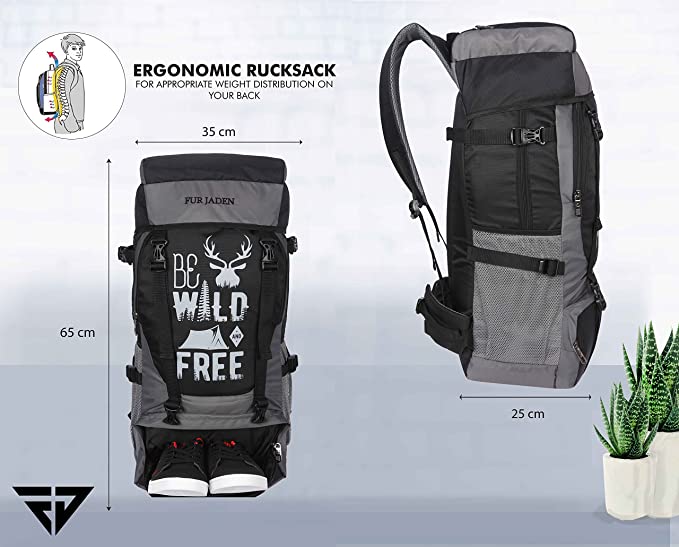 ERGONOMIC RUCKSACK
FOR APPROPRIATE WEIGHT DISTRIBUTION ON
YOUR BACK
35 cm
FUR JADEN
BE
WILD
AND
FREE
65 cm
25 cm